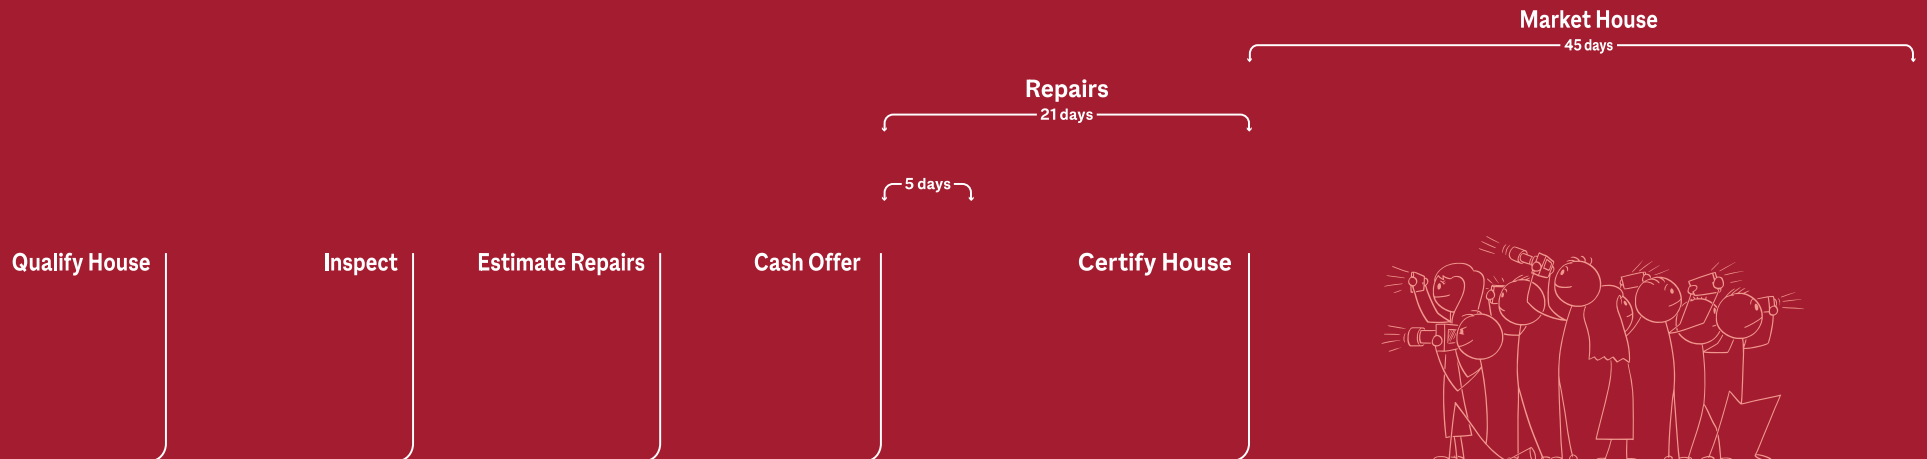 Market House
45 days
Repairs
21 days
5 days
Qualify House
Inspect
Estimate Repairs
Cash Offer
Certify House